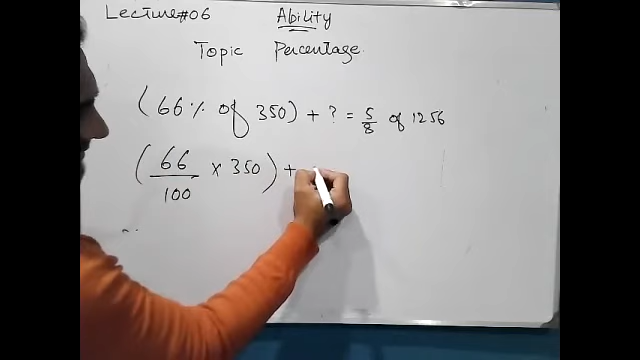 Lecture#06 Ability
Topic Percentage
(66% of 350) + ? = 5/8 of 1256
(66/100 x 350) +